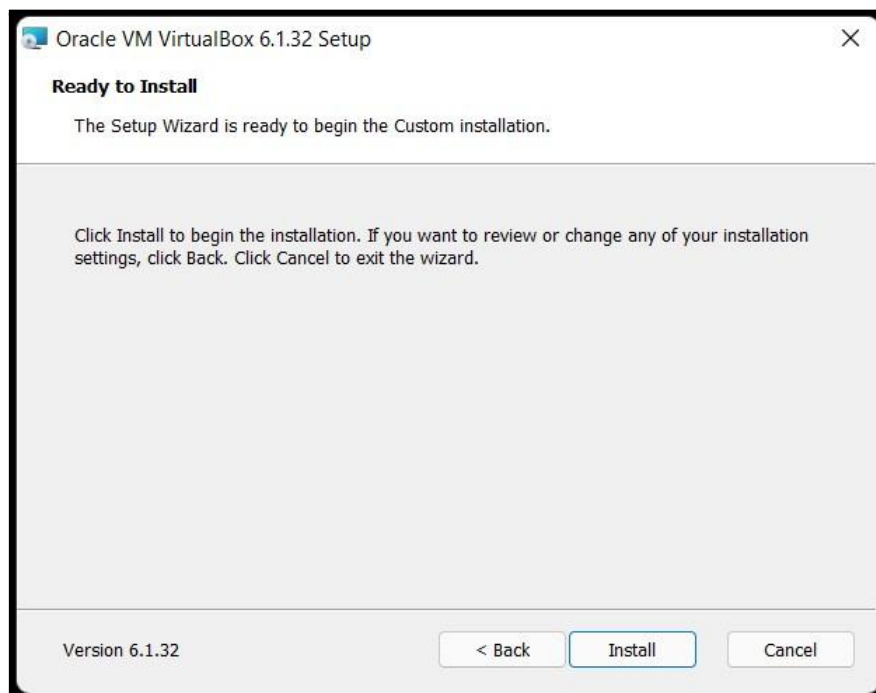 Oracle VM VirtualBox 6.1.32 Setup
Ready to Install
The Setup Wizard is ready to begin the Custom installation.
Click Install to begin the installation. If you want to review or change any of your installation
settings, click Back. Click Cancel to exit the wizard.
Version 6.1.32
< Back
Install
Cancel